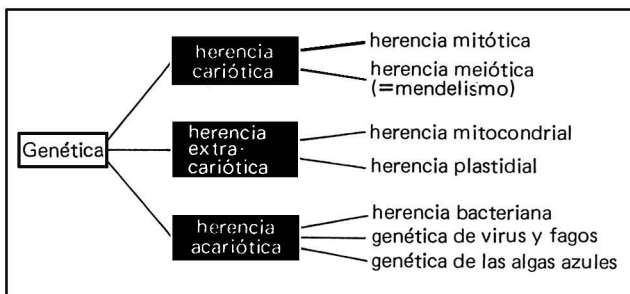 Genética
herencia
cariótica
herencia mitótica
herencia meiótica
(=mendelismo)
herencia
extra-
cariótica
herencia mitocondrial
herencia plastidial
herencia
acariótica
herencia bacteriana
genética de virus y fagos
genética de las algas azules